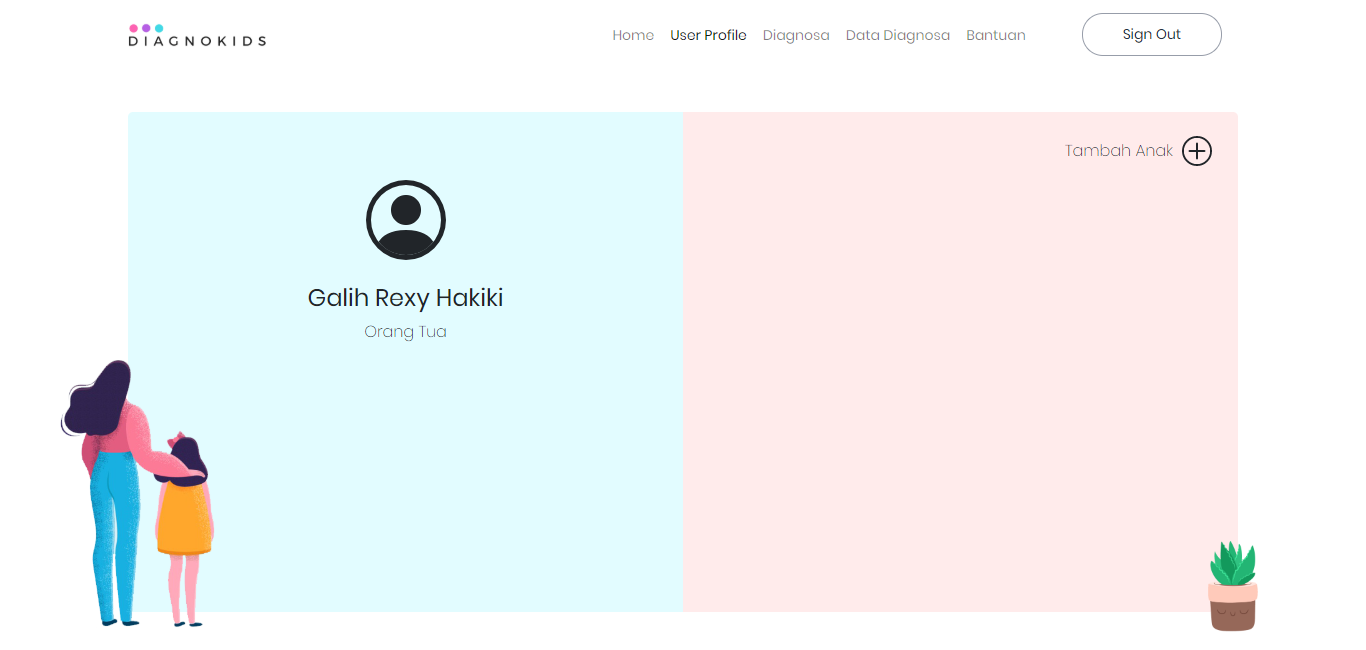 DIAGNOKIDS
Home User Profile Diagnosa Data Diagnosa Bantuan Sign Out
Tambah Anak
Galih Rexy Hakiki
Orang Tua